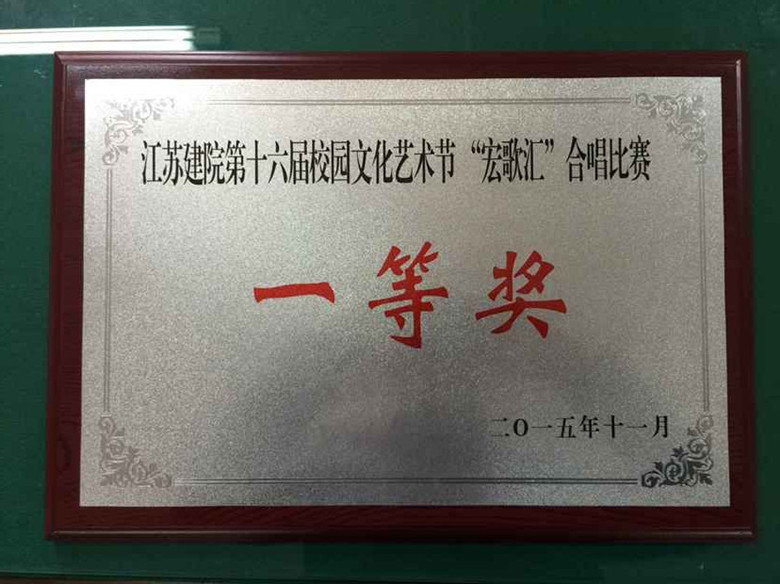 江苏建院第十六届校园文化艺术节“宏歌汇”合唱比赛
一等奖
二O一五年十一月